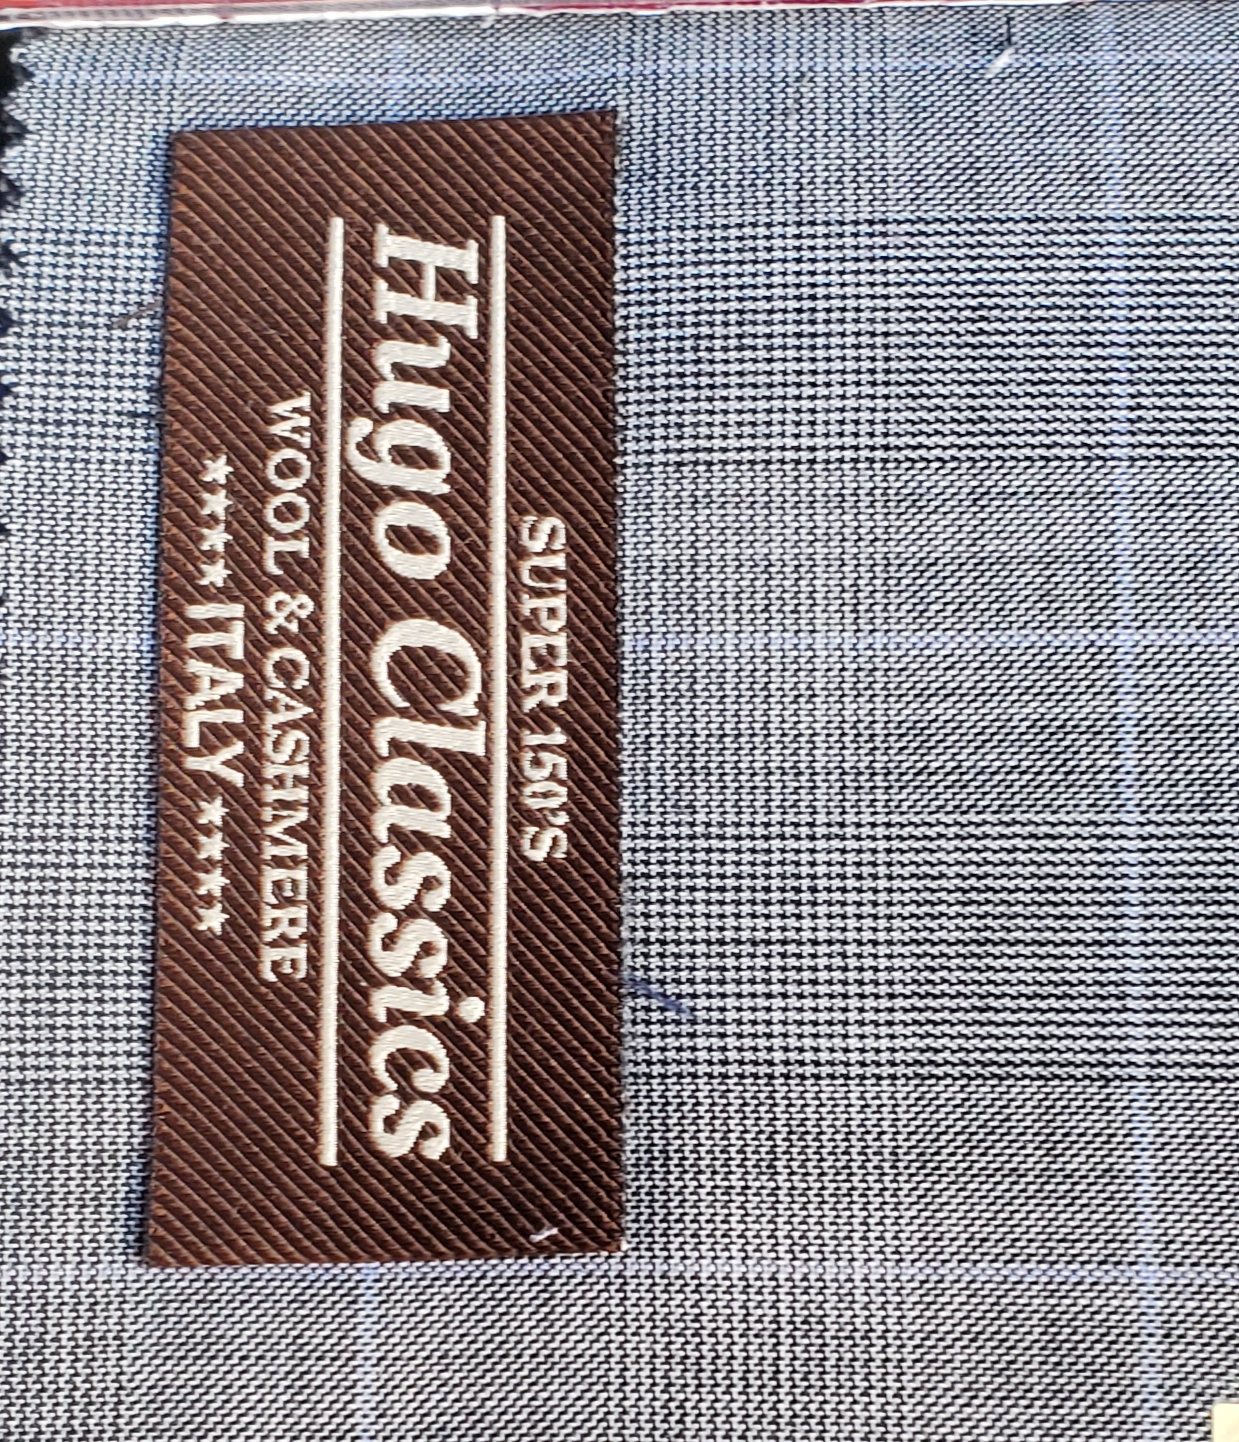 SUPER 150'S
Hugo Classics
WOOL & CASHMERE
★★★★ ITALY ★★★★